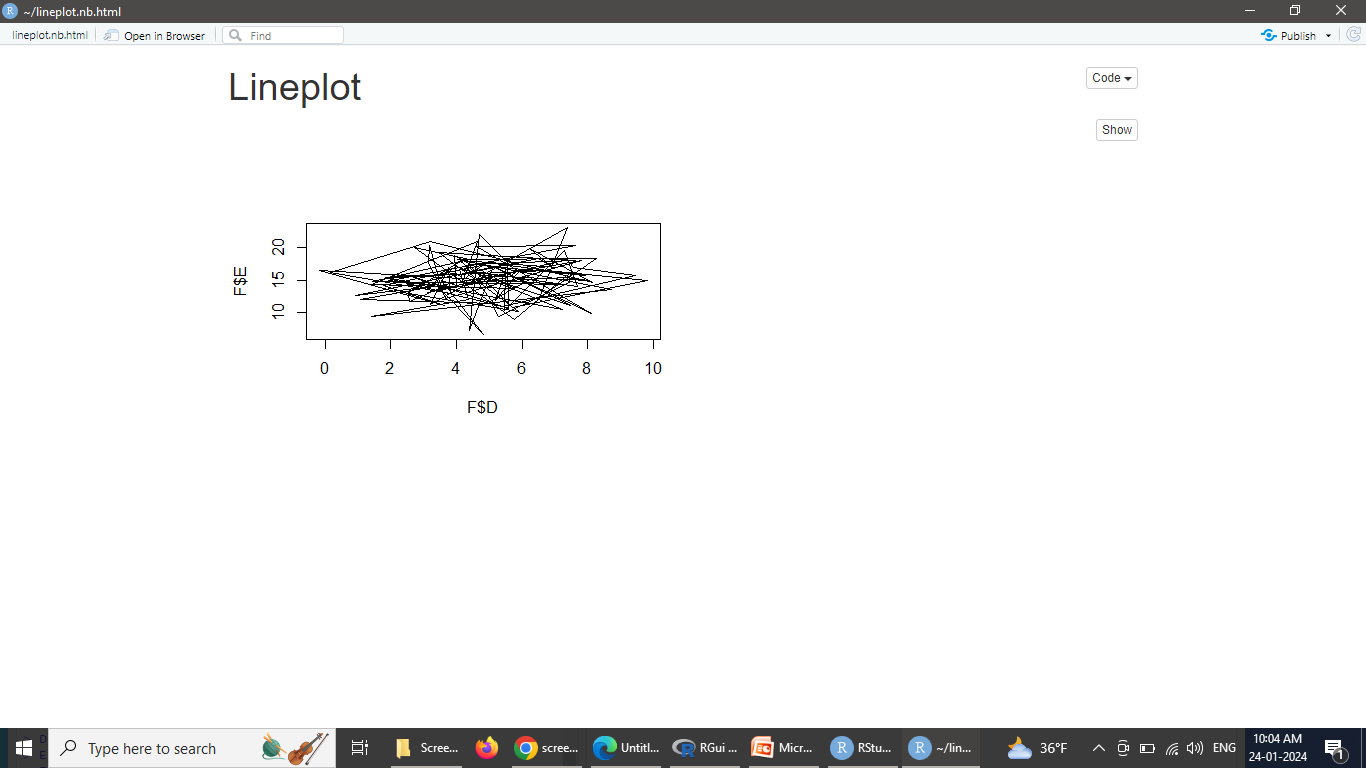 R ~/lineplot.nb.html
lineplot.nb.html Open in Browser Find Publish
Lineplot
Code
Show
F$E
10 15 20
0 2 4 6 8 10
F$D
Type here to search
Scree... scree... Untitl... RGui ... Micr... RStu... ~/lin...
36°F ENG
10:04 AM
24-01-2024
1